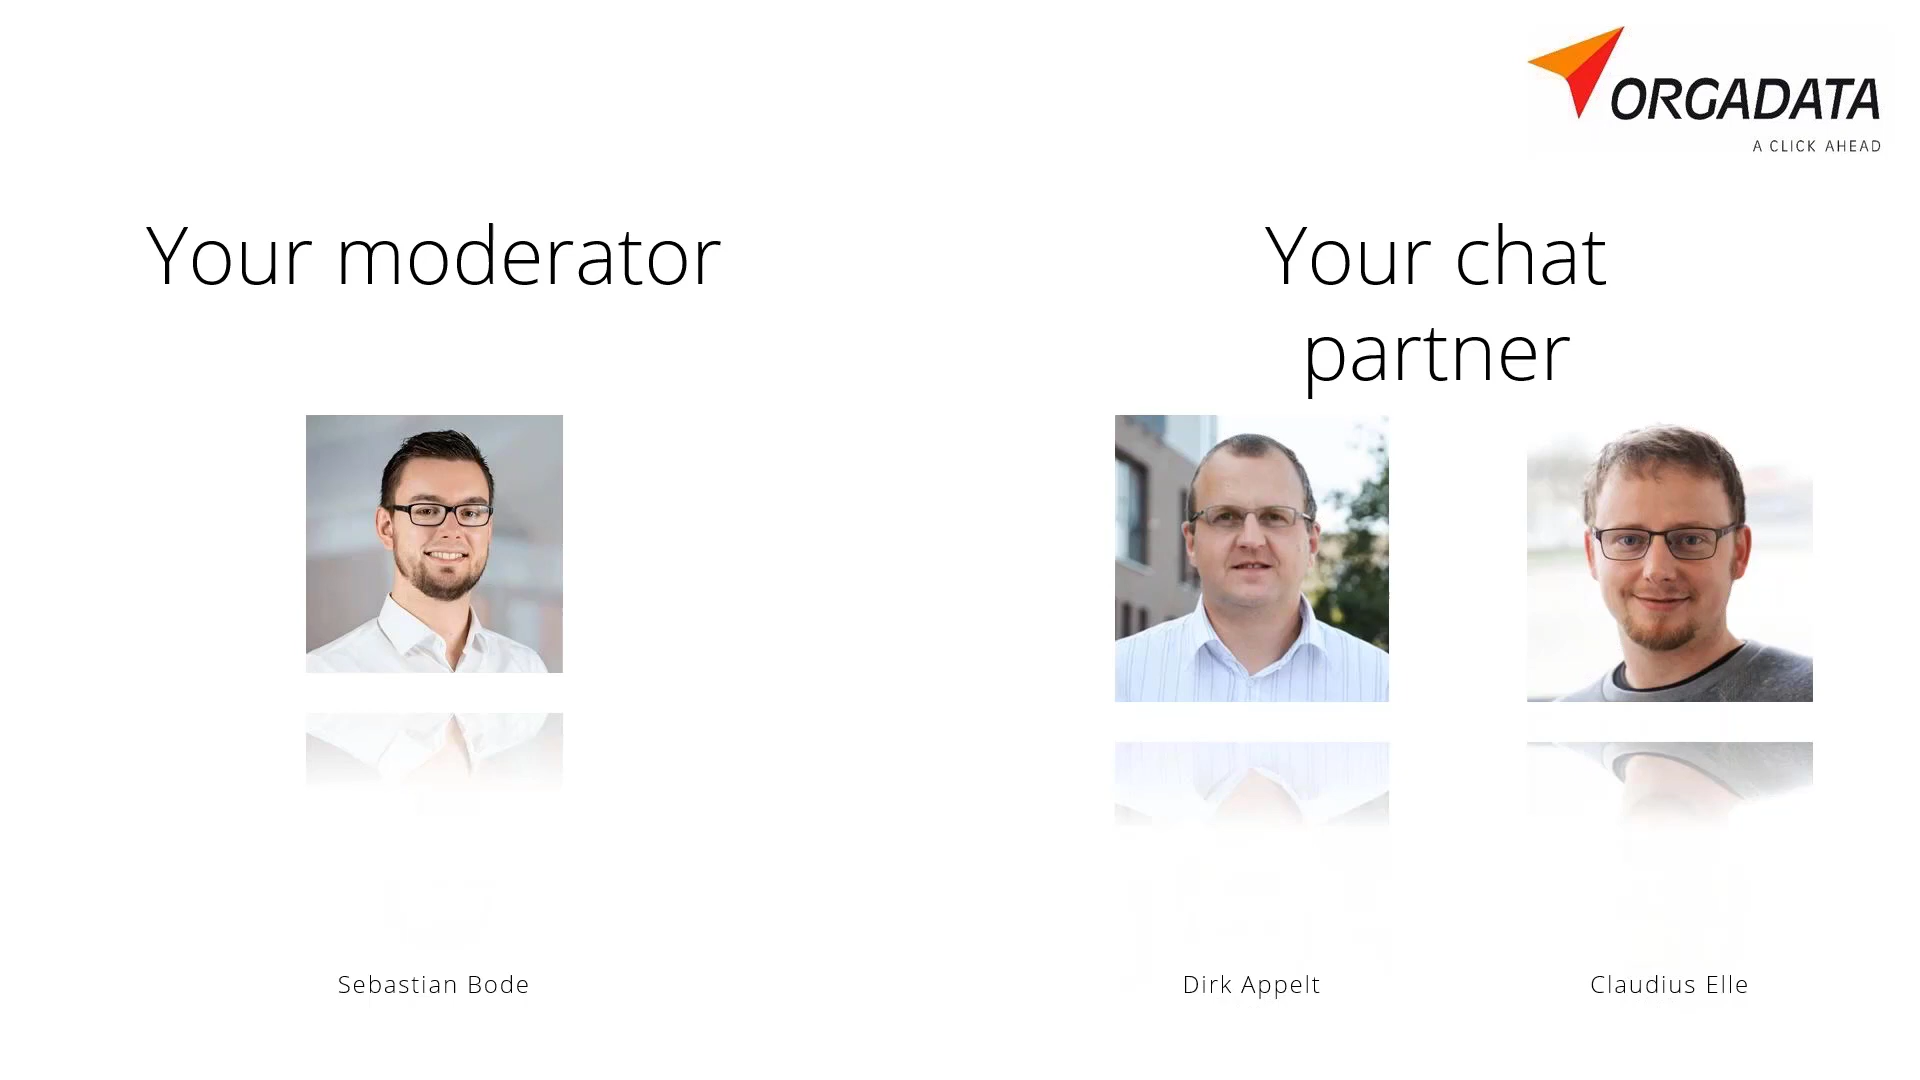 ORGADATA
A CLICK AHEAD
Your moderator
Your chat
partner
Sebastian Bode
Dirk Appelt
Claudius Elle